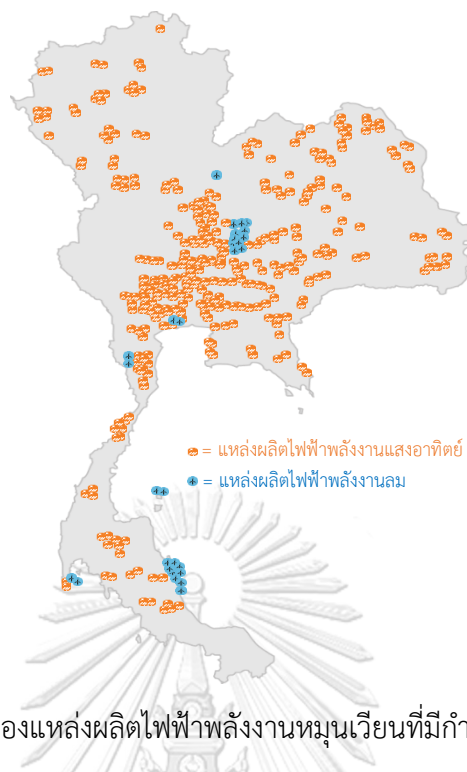 = แหล่งผลิตไฟฟ้าพลังงานแสงอาทิตย์
= แหล่งผลิตไฟฟ้าพลังงานลม
องแหล่งผลิตไฟฟ้าพลังงานหมุนเวียนที่มีกำ